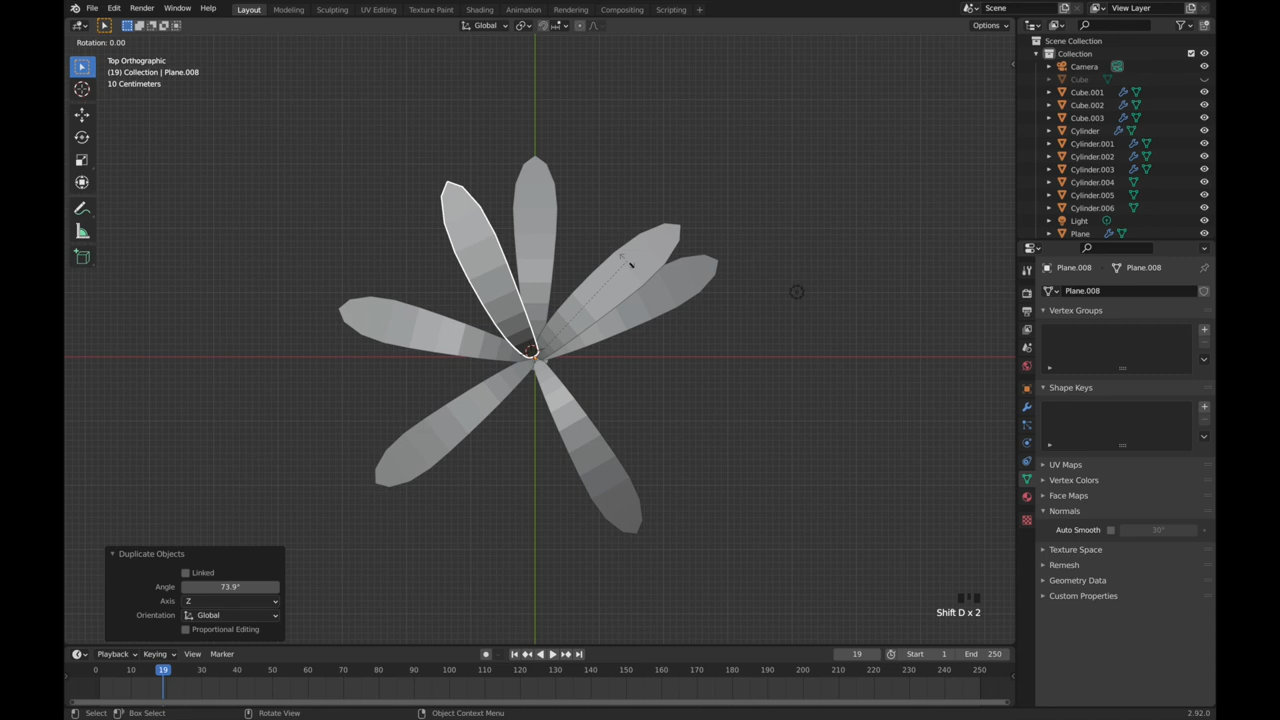 File Edit Render Window Help Layout Modeling Sculpting UV Editing Texture Paint Shading Animation Rendering Compositing Scripting + Scene View Layer
Global Options
Rotation: 0.00
Top Orthographic
(19) Collection | Plane.008
10 Centimeters
Scene Collection
Collection
Camera
Cube
Cube.001
Cube.002
Cube.003
Cylinder
Cylinder.001
Cylinder.002
Cylinder.003
Cylinder.004
Cylinder.005
Cylinder.006
Light
Plane
Plane.008 Plane.008
Plane.008
Vertex Groups
Shape Keys
UV Maps
Vertex Colors
Face Maps
Normals
Auto Smooth 30°
Texture Space
Remesh
Geometry Data
Custom Properties
Duplicate Objects
Linked
Angle 73.9°
Axis Z
Orientation Global
Proportional Editing
Shift D x 2
Playback Keying View Marker 19 Start 1 End 250
0 10 19 30 40 50 60 70 80 90 100 110 120 130 140 150 160 170 180 190 200 210 220 230 240 250
Select Box Select Rotate View Object Context Menu 2.92.0